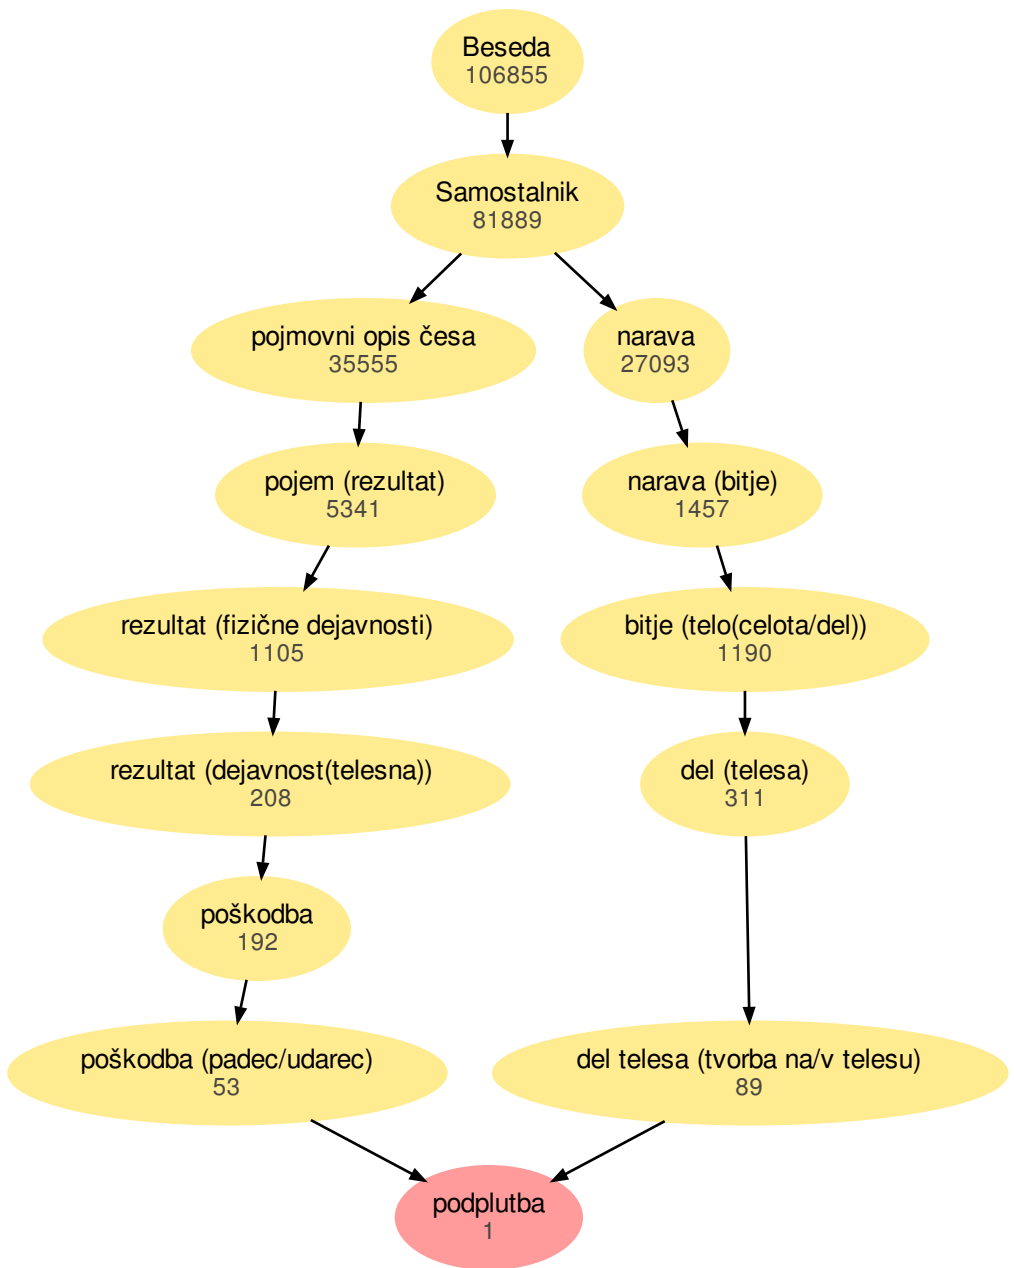 Beseda
106855
Samostalnik
81889
pojmovni opis česa
35555
narava
27093
pojem (rezultat)
5341
narava (bitje)
1457
rezultat (fizične dejavnosti)
1105
bitje (telo(celota/del))
1190
rezultat (dejavnost(telesna))
208
del (telesa)
311
poškodba
192
poškodba (padec/udarec)
53
del telesa (tvorba na/v telesu)
89
podplutba
1